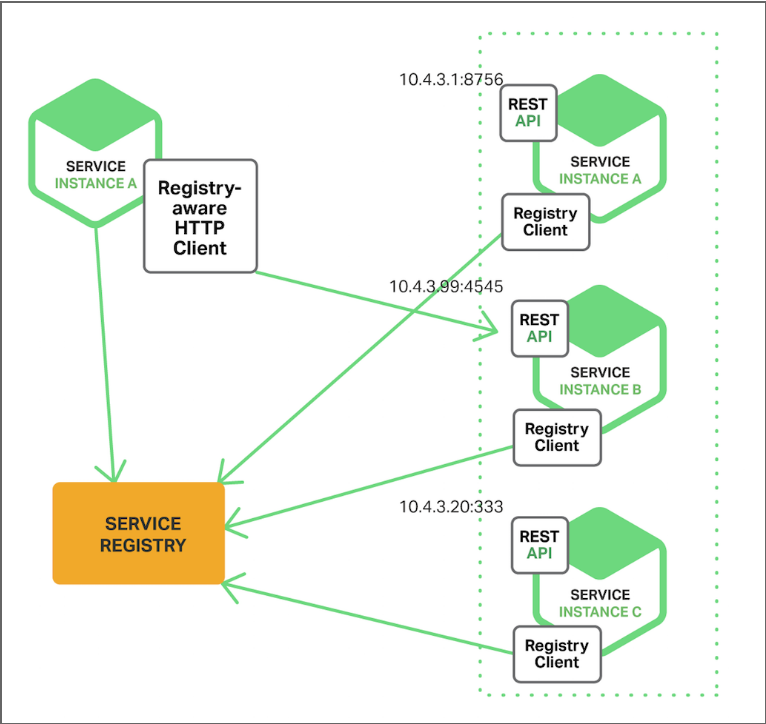 SERVICE
INSTANCE A
Registry-
aware
HTTP
Client
10.4.3.1:8756
REST
API
SERVICE
INSTANCE A
Registry
Client
10.4.3.99:4545
REST
API
SERVICE
INSTANCE B
Registry
Client
SERVICE
REGISTRY
10.4.3.20:333
REST
API
SERVICE
INSTANCE C
Registry
Client